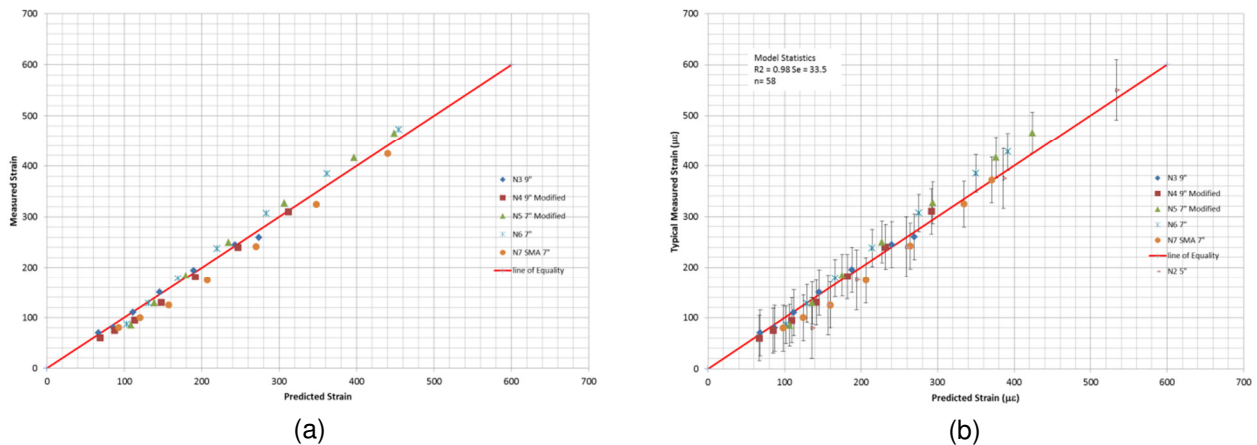 700
600
500
400
300
200
100
0
Measured Strain
0 100 200 300 400 500 600 700
Predicted Strain
N3 9"
N4 9" Modified
N5 7" Modified
N6 7"
N7 SMA 7"
line of Equality
(a)
700
600
500
400
300
200
100
0
Typical Measured Strain (με)
Model Statistics
R2 = 0.98 Se = 33.5
n= 58
0 100 200 300 400 500 600 700
Predicted Strain (με)
N3 9"
N4 9" Modified
N5 7" Modified
N6 7"
N7 SMA 7"
line of Equality
N2 5"
(b)